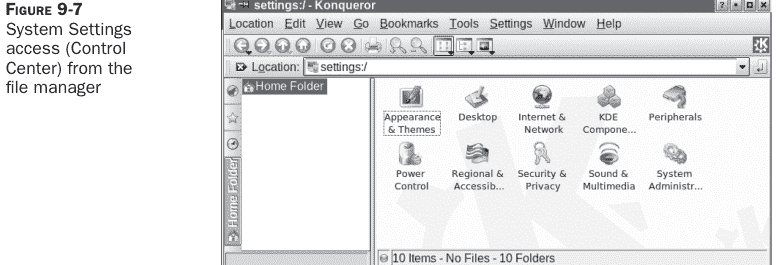 FIGURE 9-7
System Settings
access (Control
Center) from the
file manager
settings:/ - Konqueror
Location Edit View Go Bookmarks Tools Settings Window Help
Location: settings:/
Home Folder
Home Folder
Appearance
& Themes
Desktop
Internet &
Network
KDE
Compone...
Peripherals
Power
Control
Regional &
Accessib...
Security &
Privacy
Sound &
Multimedia
System
Administr...
10 Items - No Files - 10 Folders